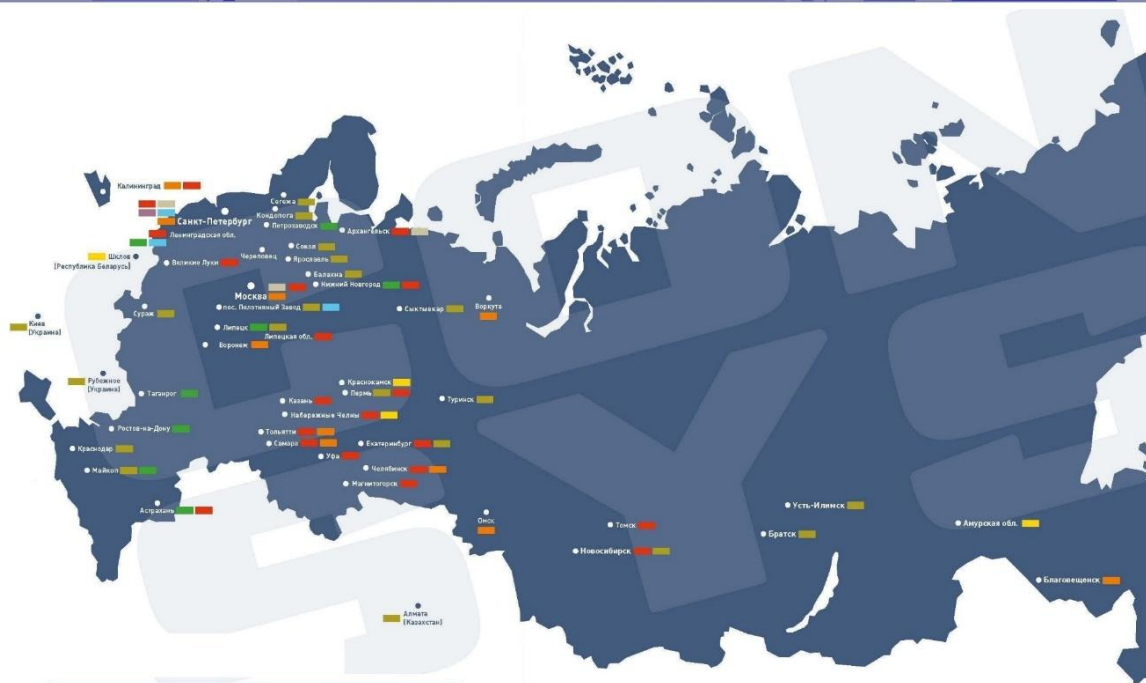 Калининград
Сегежа
Кондопога
Санкт-Петербург
Петрозаводск
Архангельск
Ленинградская обл.
Сокол
Череповец
Шклов
(Республика Беларусь)
Великие Луки
Ярославль
Балахна
Нижний Новгород
Москва
Воркута
пос. Полотняный Завод
Сыктывкар
Сураж
Киев
(Украина)
Липецк
Липецкая обл.
Воронеж
Рубежное
(Украина)
Краснокамск
Пермь
Таганрог
Казань
Туринск
Набережные Челны
Ростов-на-Дону
Тольятти
Самара
Екатеринбург
Краснодар
Уфа
Майкоп
Челябинск
Магнитогорск
Астрахань
Омск
Томск
Усть-Илимск
Амурская обл.
Братск
Новосибирск
Благовещенск
Алмата
(Казахстан)